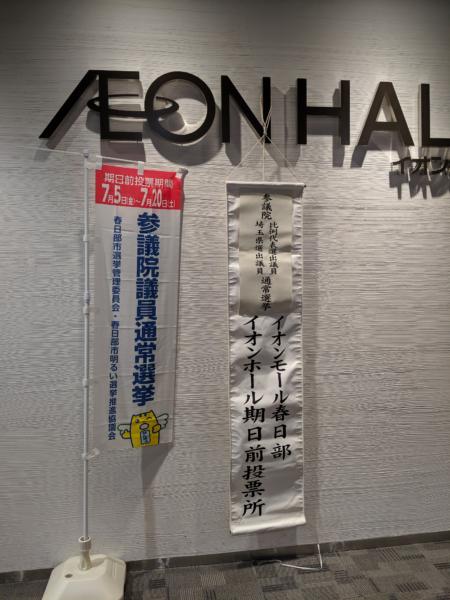 ÆON HAL
イオン
期日前投票期間
7月5日(金)~7月20日(土)
参議院議員通常選挙
春日部市選挙管理委員会・春日部市明るい選挙推進協議会
参議院
比例代表選出議員
埼玉県選出議員
通常選挙
イオンモール春日部
イオンホール期日前投票所